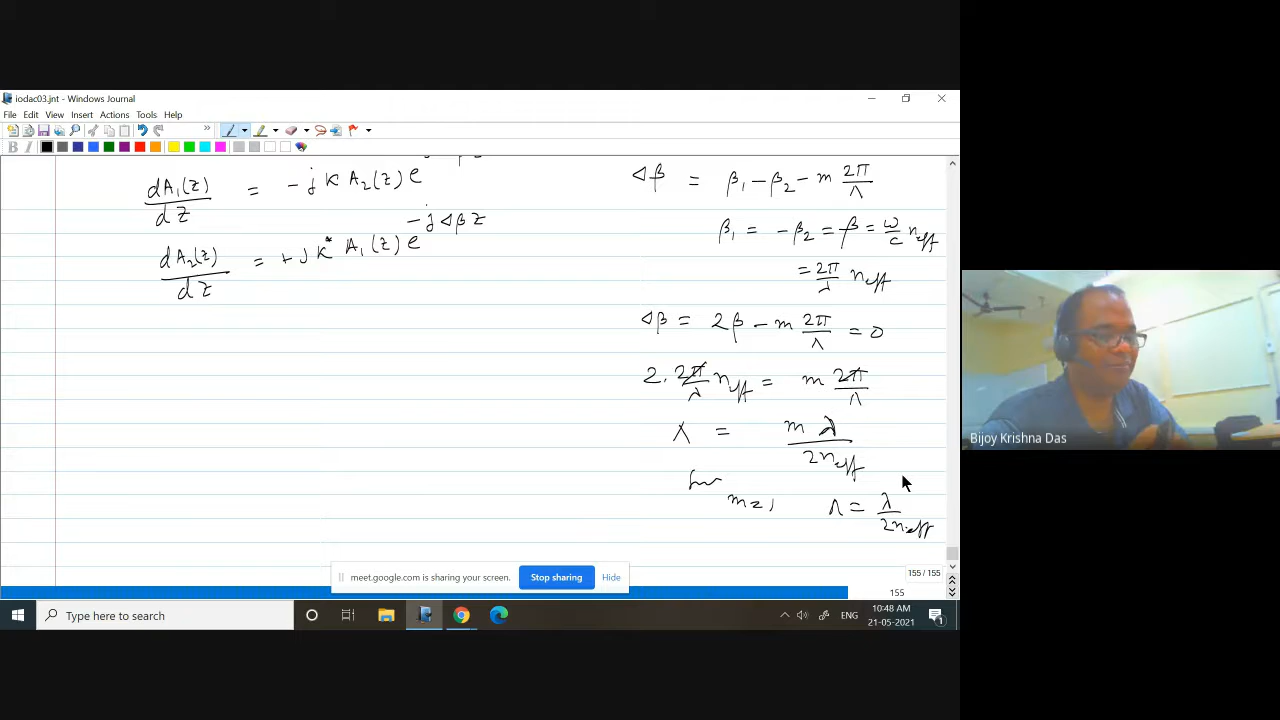 iodac03.jnt - Windows Journal
File Edit View Insert Actions Tools Help
dA₁(z)/dz = -jκ A₂(z) e
dA₂(z)/dz = +jκ* A₁(z) e^(-jΔβz)
Δβ = β₁ - β₂ - m 2π/Λ
β₁ = -β₂ = β = ω/c n_eff
= 2π/λ n_eff
Δβ = 2β - m 2π/Λ = 0
2. 2π/λ n_eff = m 2π/Λ
Λ = mλ/2n_eff
for
m = 1 Λ = λ/2n_eff
Bijoy Krishna Das
meet.google.com is sharing your screen. Stop sharing Hide
155 / 155
155
Type here to search
ENG
10:48 AM
21-05-2021
1